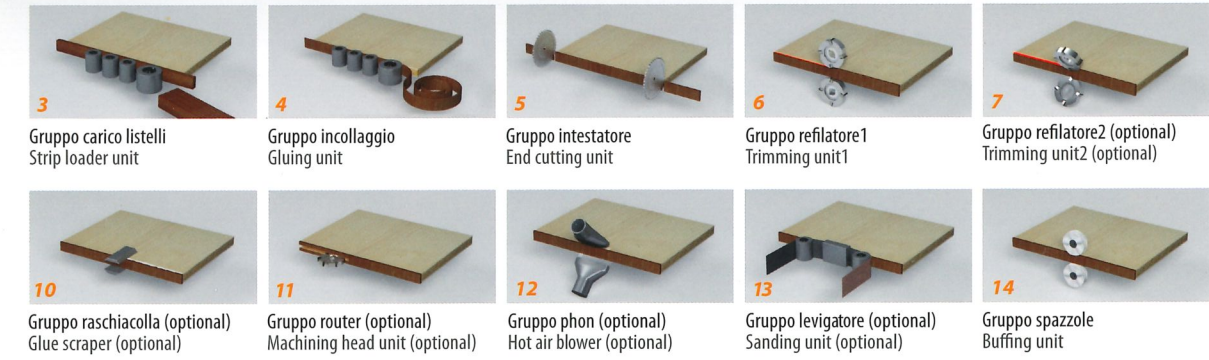 3
Gruppo carico listelli
Strip loader unit
4
Gruppo incollaggio
Gluing unit
5
Gruppo intestatore
End cutting unit
6
Gruppo refilatore1
Trimming unit1
7
Gruppo refilatore2 (optional)
Trimming unit2 (optional)
10
Gruppo raschiacolla (optional)
Glue scraper (optional)
11
Gruppo router (optional)
Machining head unit (optional)
12
Gruppo phon (optional)
Hot air blower (optional)
13
Gruppo levigatore (optional)
Sanding unit (optional)
14
Gruppo spazzole
Buffing unit